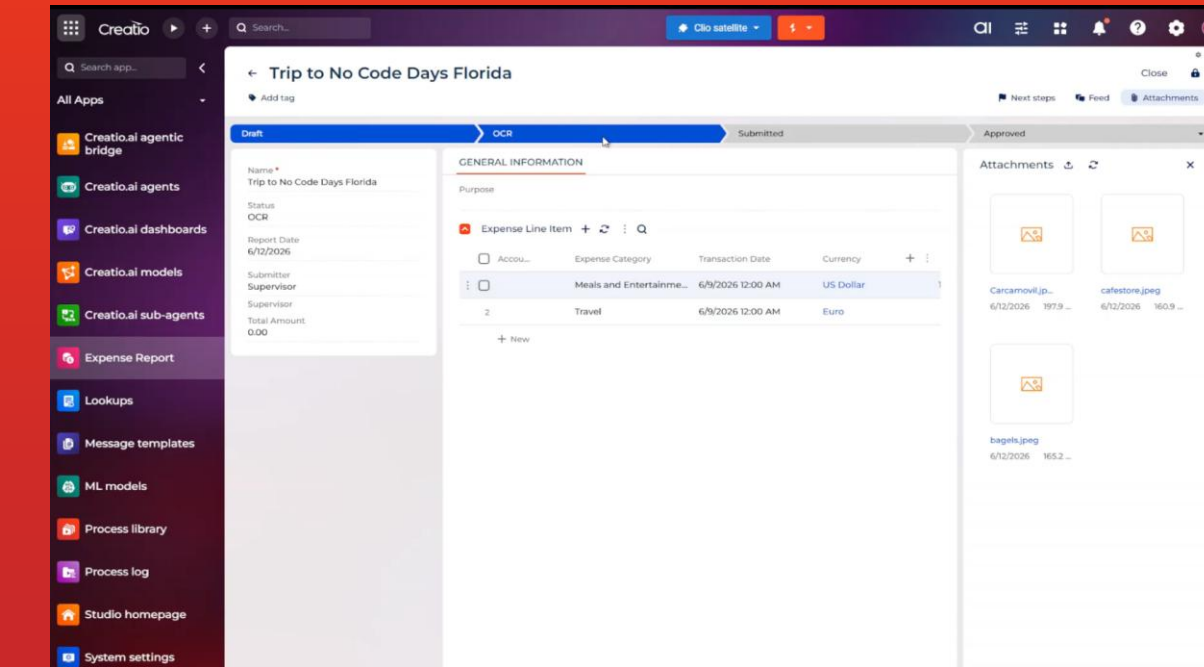 Creatio
Search...
Clio satellite
Search app...
All Apps
Creatio.ai agentic bridge
Creatio.ai agents
Creatio.ai dashboards
Creatio.ai models
Creatio.ai sub-agents
Expense Report
Lookups
Message templates
ML models
Process library
Process log
Studio homepage
System settings
Trip to No Code Days Florida
Close
Add tag
Next steps
Feed
Attachments
Draft
OCR
Submitted
Approved
Name *
Trip to No Code Days Florida
Status
OCR
Report Date
6/12/2026
Submitter
Supervisor
Supervisor
Total Amount
0.00
GENERAL INFORMATION
Purpose
Expense Line Item
Accou... Expense Category Transaction Date Currency
Meals and Entertainme... 6/9/2026 12:00 AM US Dollar 1
2 Travel 6/9/2026 12:00 AM Euro
+ New
Attachments
Carcamovil.jp...
6/12/2026 197.9 ...
cafestore.jpeg
6/12/2026 160.9 ...
bagels.jpeg
6/12/2026 165.2 ...